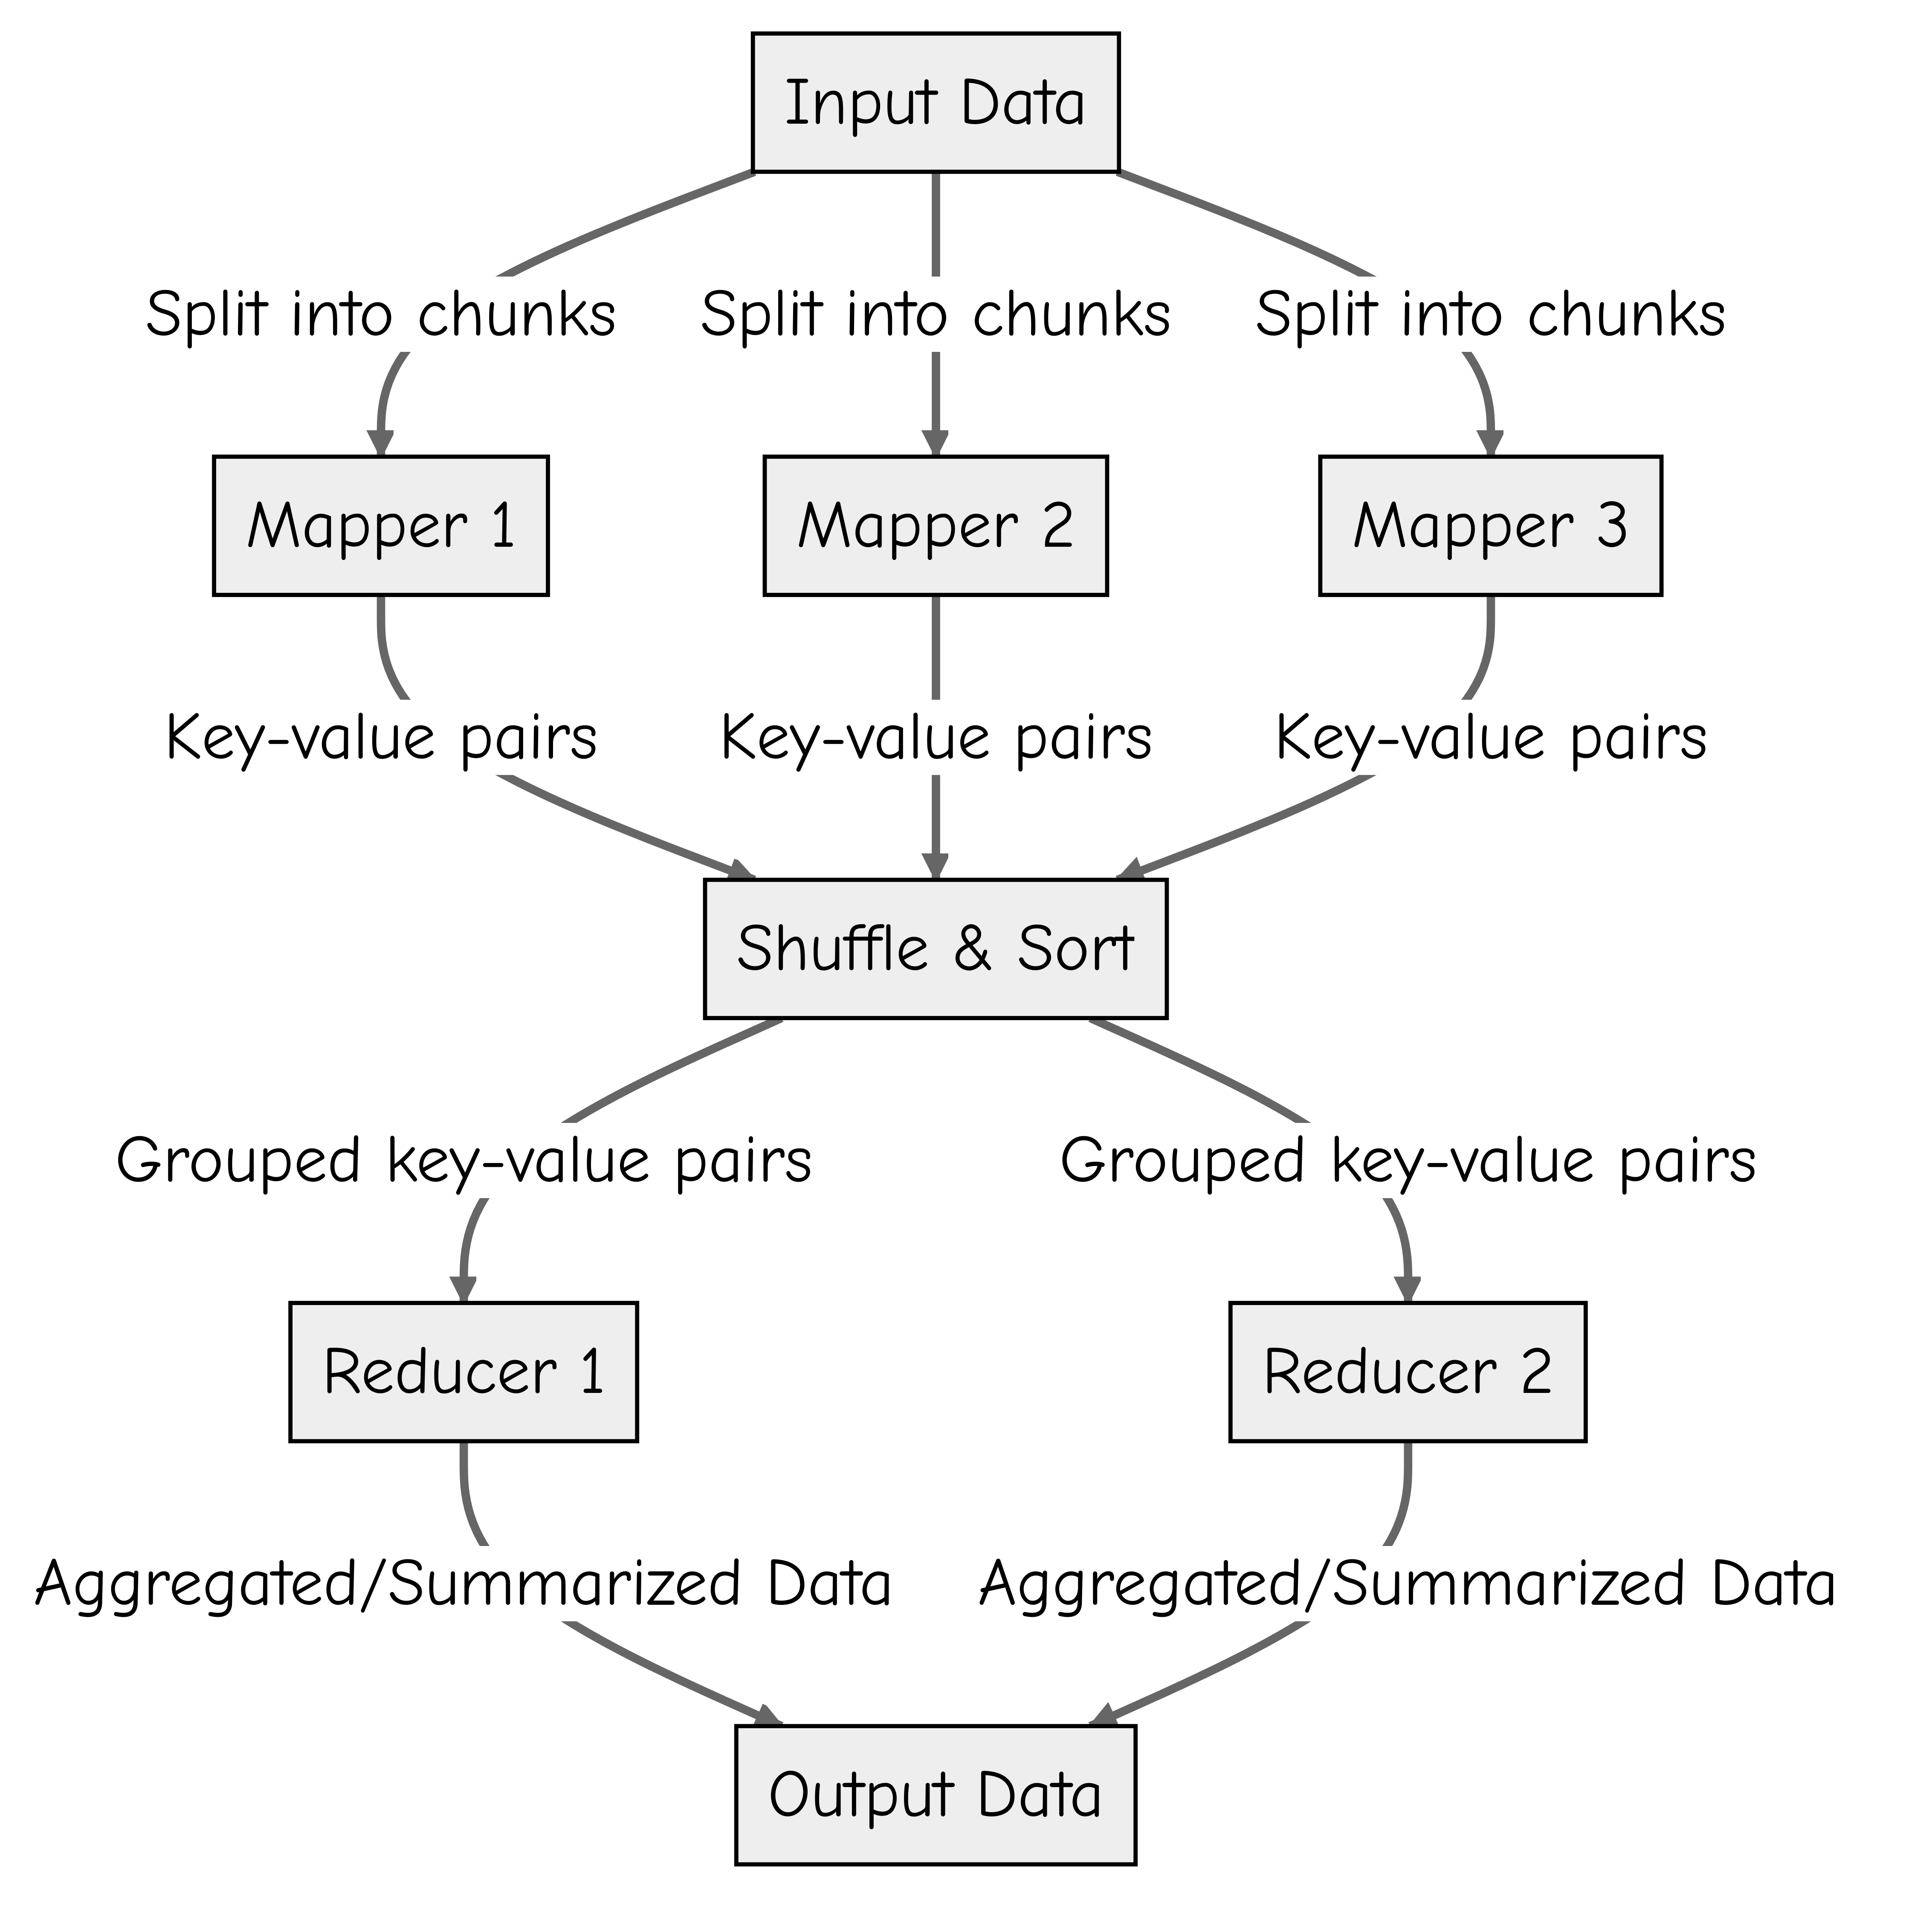 Input Data
Split into chunks
Split into chunks
Split into chunks
Mapper 1
Mapper 2
Mapper 3
Key-value pairs
Key-value pairs
Key-value pairs
Shuffle & Sort
Grouped key-value pairs
Grouped key-value pairs
Reducer 1
Reducer 2
Aggregated/Summarized Data
Aggregated/Summarized Data
Output Data